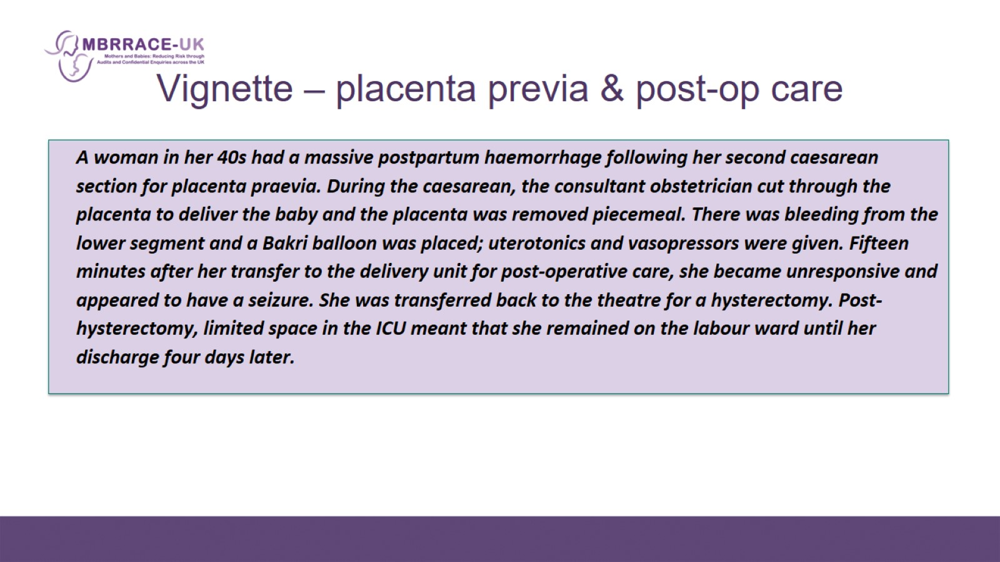 MBRRACE-UK
Mothers and Babies: Reducing Risk through
Audits and Confidential Enquiries across the UK
Vignette – placenta previa & post-op care
A woman in her 40s had a massive postpartum haemorrhage following her second caesarean
section for placenta praevia. During the caesarean, the consultant obstetrician cut through the
placenta to deliver the baby and the placenta was removed piecemeal. There was bleeding from the
lower segment and a Bakri balloon was placed; uterotonics and vasopressors were given. Fifteen
minutes after her transfer to the delivery unit for post-operative care, she became unresponsive and
appeared to have a seizure. She was transferred back to the theatre for a hysterectomy. Post-
hysterectomy, limited space in the ICU meant that she remained on the labour ward until her
discharge four days later.